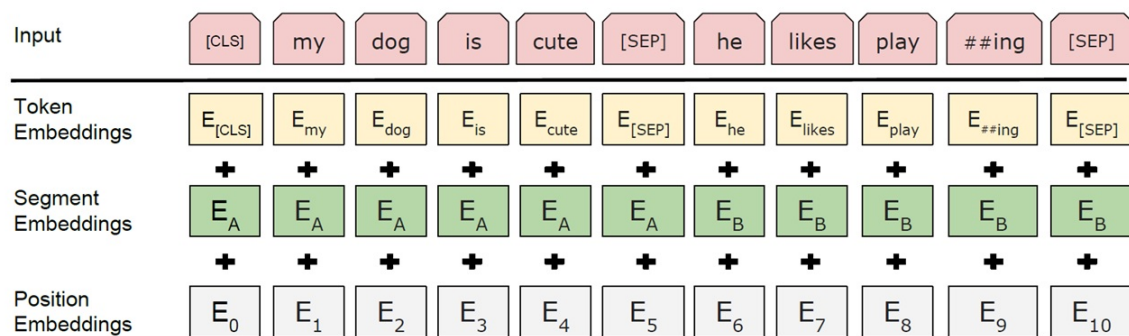 Input [CLS] my dog is cute [SEP] he likes play ##ing [SEP]
Token Embeddings E[CLS] Emy Edog Eis Ecute E[SEP] Ehe Elikes Eplay E##ing E[SEP]
+ + + + + + + + + + +
Segment Embeddings EA EA EA EA EA EA EB EB EB EB EB
+ + + + + + + + + + +
Position Embeddings E0 E1 E2 E3 E4 E5 E6 E7 E8 E9 E10